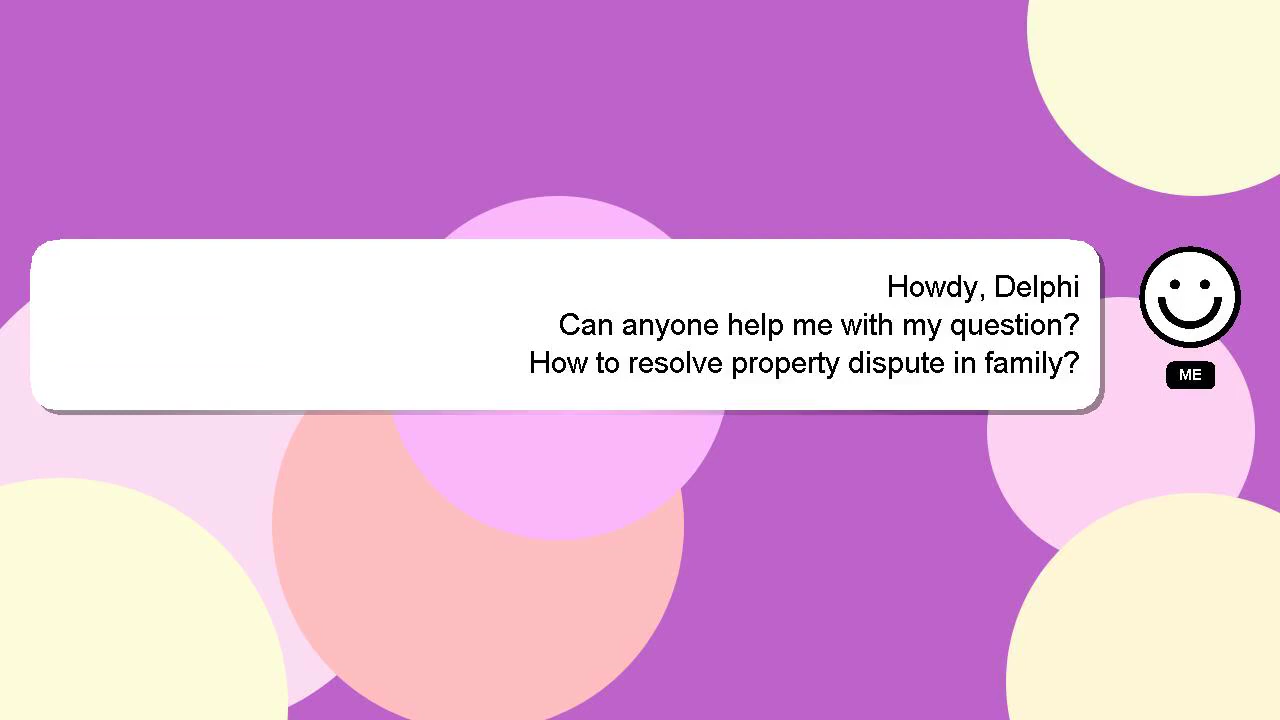 Howdy, Delphi
Can anyone help me with my question?
How to resolve property dispute in family?
ME